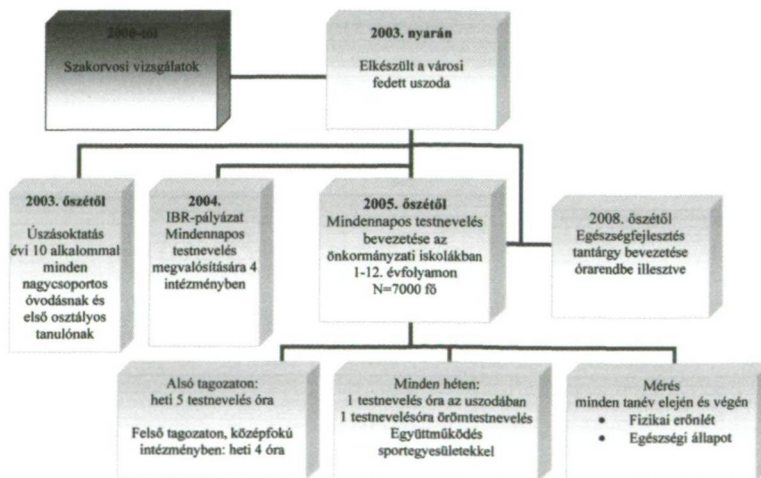 2000-től
Szakorvosi vizsgálatok
2003. nyarán
Elkészült a városi
fedett uszoda
2003. őszétől
Úszásoktatás
évi 10 alkalommal
minden
nagycsoportos
óvodásnak és
első osztályos
tanulónak
2004.
IBR-pályázat
Mindennapos
testnevelés
megvalósítására 4
intézményben
2005. őszétől
Mindennapos testnevelés
bevezetése az
önkormányzati iskolákban
1-12. évfolyamon
N=7000 fő
2008. őszétől
Egészségfejlesztés
tantárgy bevezetése
órarendbe illesztve
Alsó tagozaton:
heti 5 testnevelés óra
Felső tagozaton, középfokú
intézményben: heti 4 óra
Minden héten:
1 testnevelés óra az uszodában
1 testnevelésóra örömtestnevelés
Együttműködés
sportegyesületekkel
Mérés
minden tanév elején és végén
• Fizikai erőnlét
• Egészségi állapot